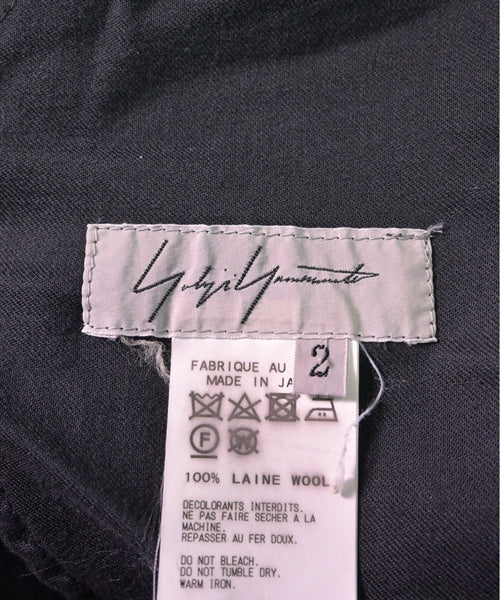 Yohji Yamamoto
2
FABRIQUE AU
MADE IN JA
F
W
100% LAINE WOOL
DECOLORANTS INTERDITS.
NE PAS FAIRE SECHER A LA
MACHINE.
REPASSER AU FER DOUX.
DO NOT BLEACH.
DO NOT TUMBLE DRY.
WARM IRON.